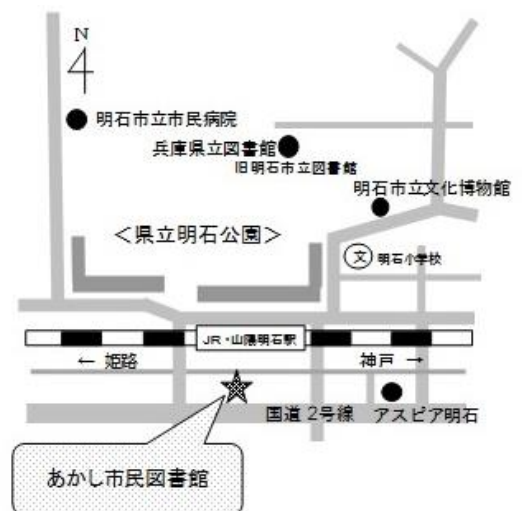 N
明石市立市民病院
兵庫県立図書館
旧明石市立図書館
明石市立文化博物館
＜県立明石公園＞
文
明石小学校
JR・山陽明石駅
← 姫路
神戸 →
国道2号線
アスピア明石
あかし市民図書館